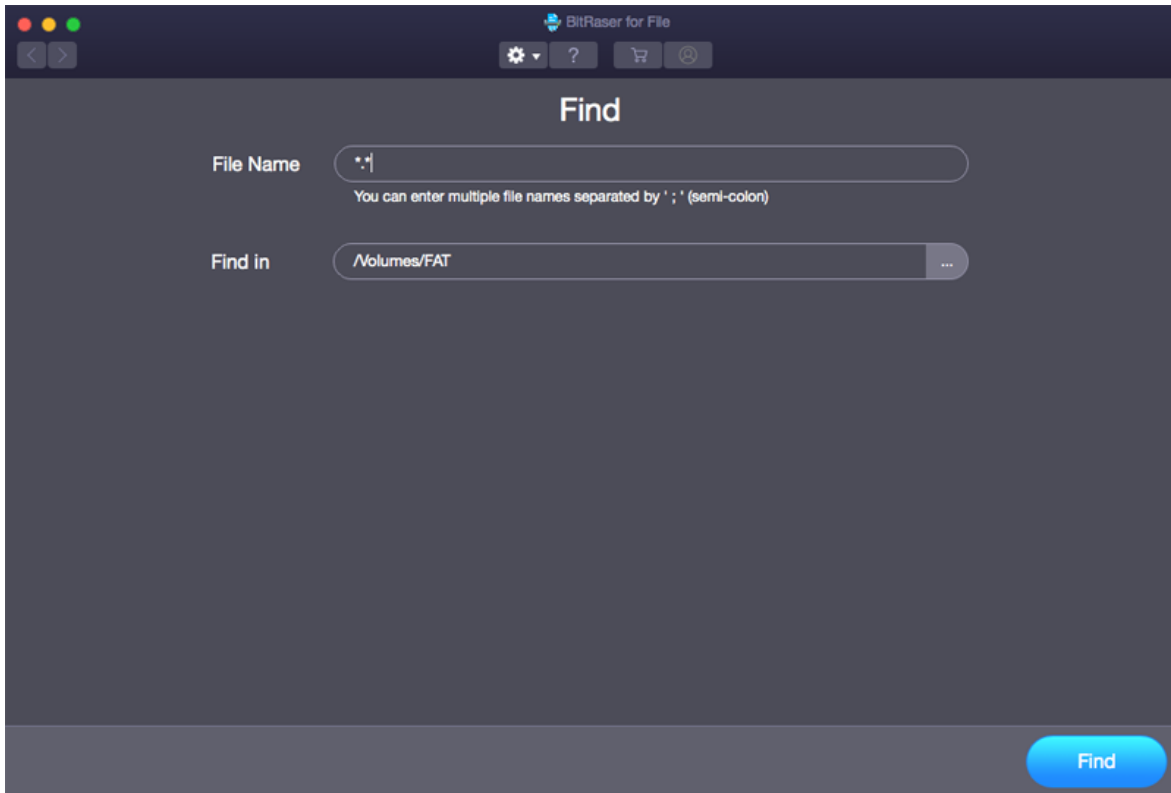 BitRaser for File
?
Find
File Name *.*
You can enter multiple file names separated by ' ; ' (semi-colon)
Find in /Volumes/FAT ...
Find